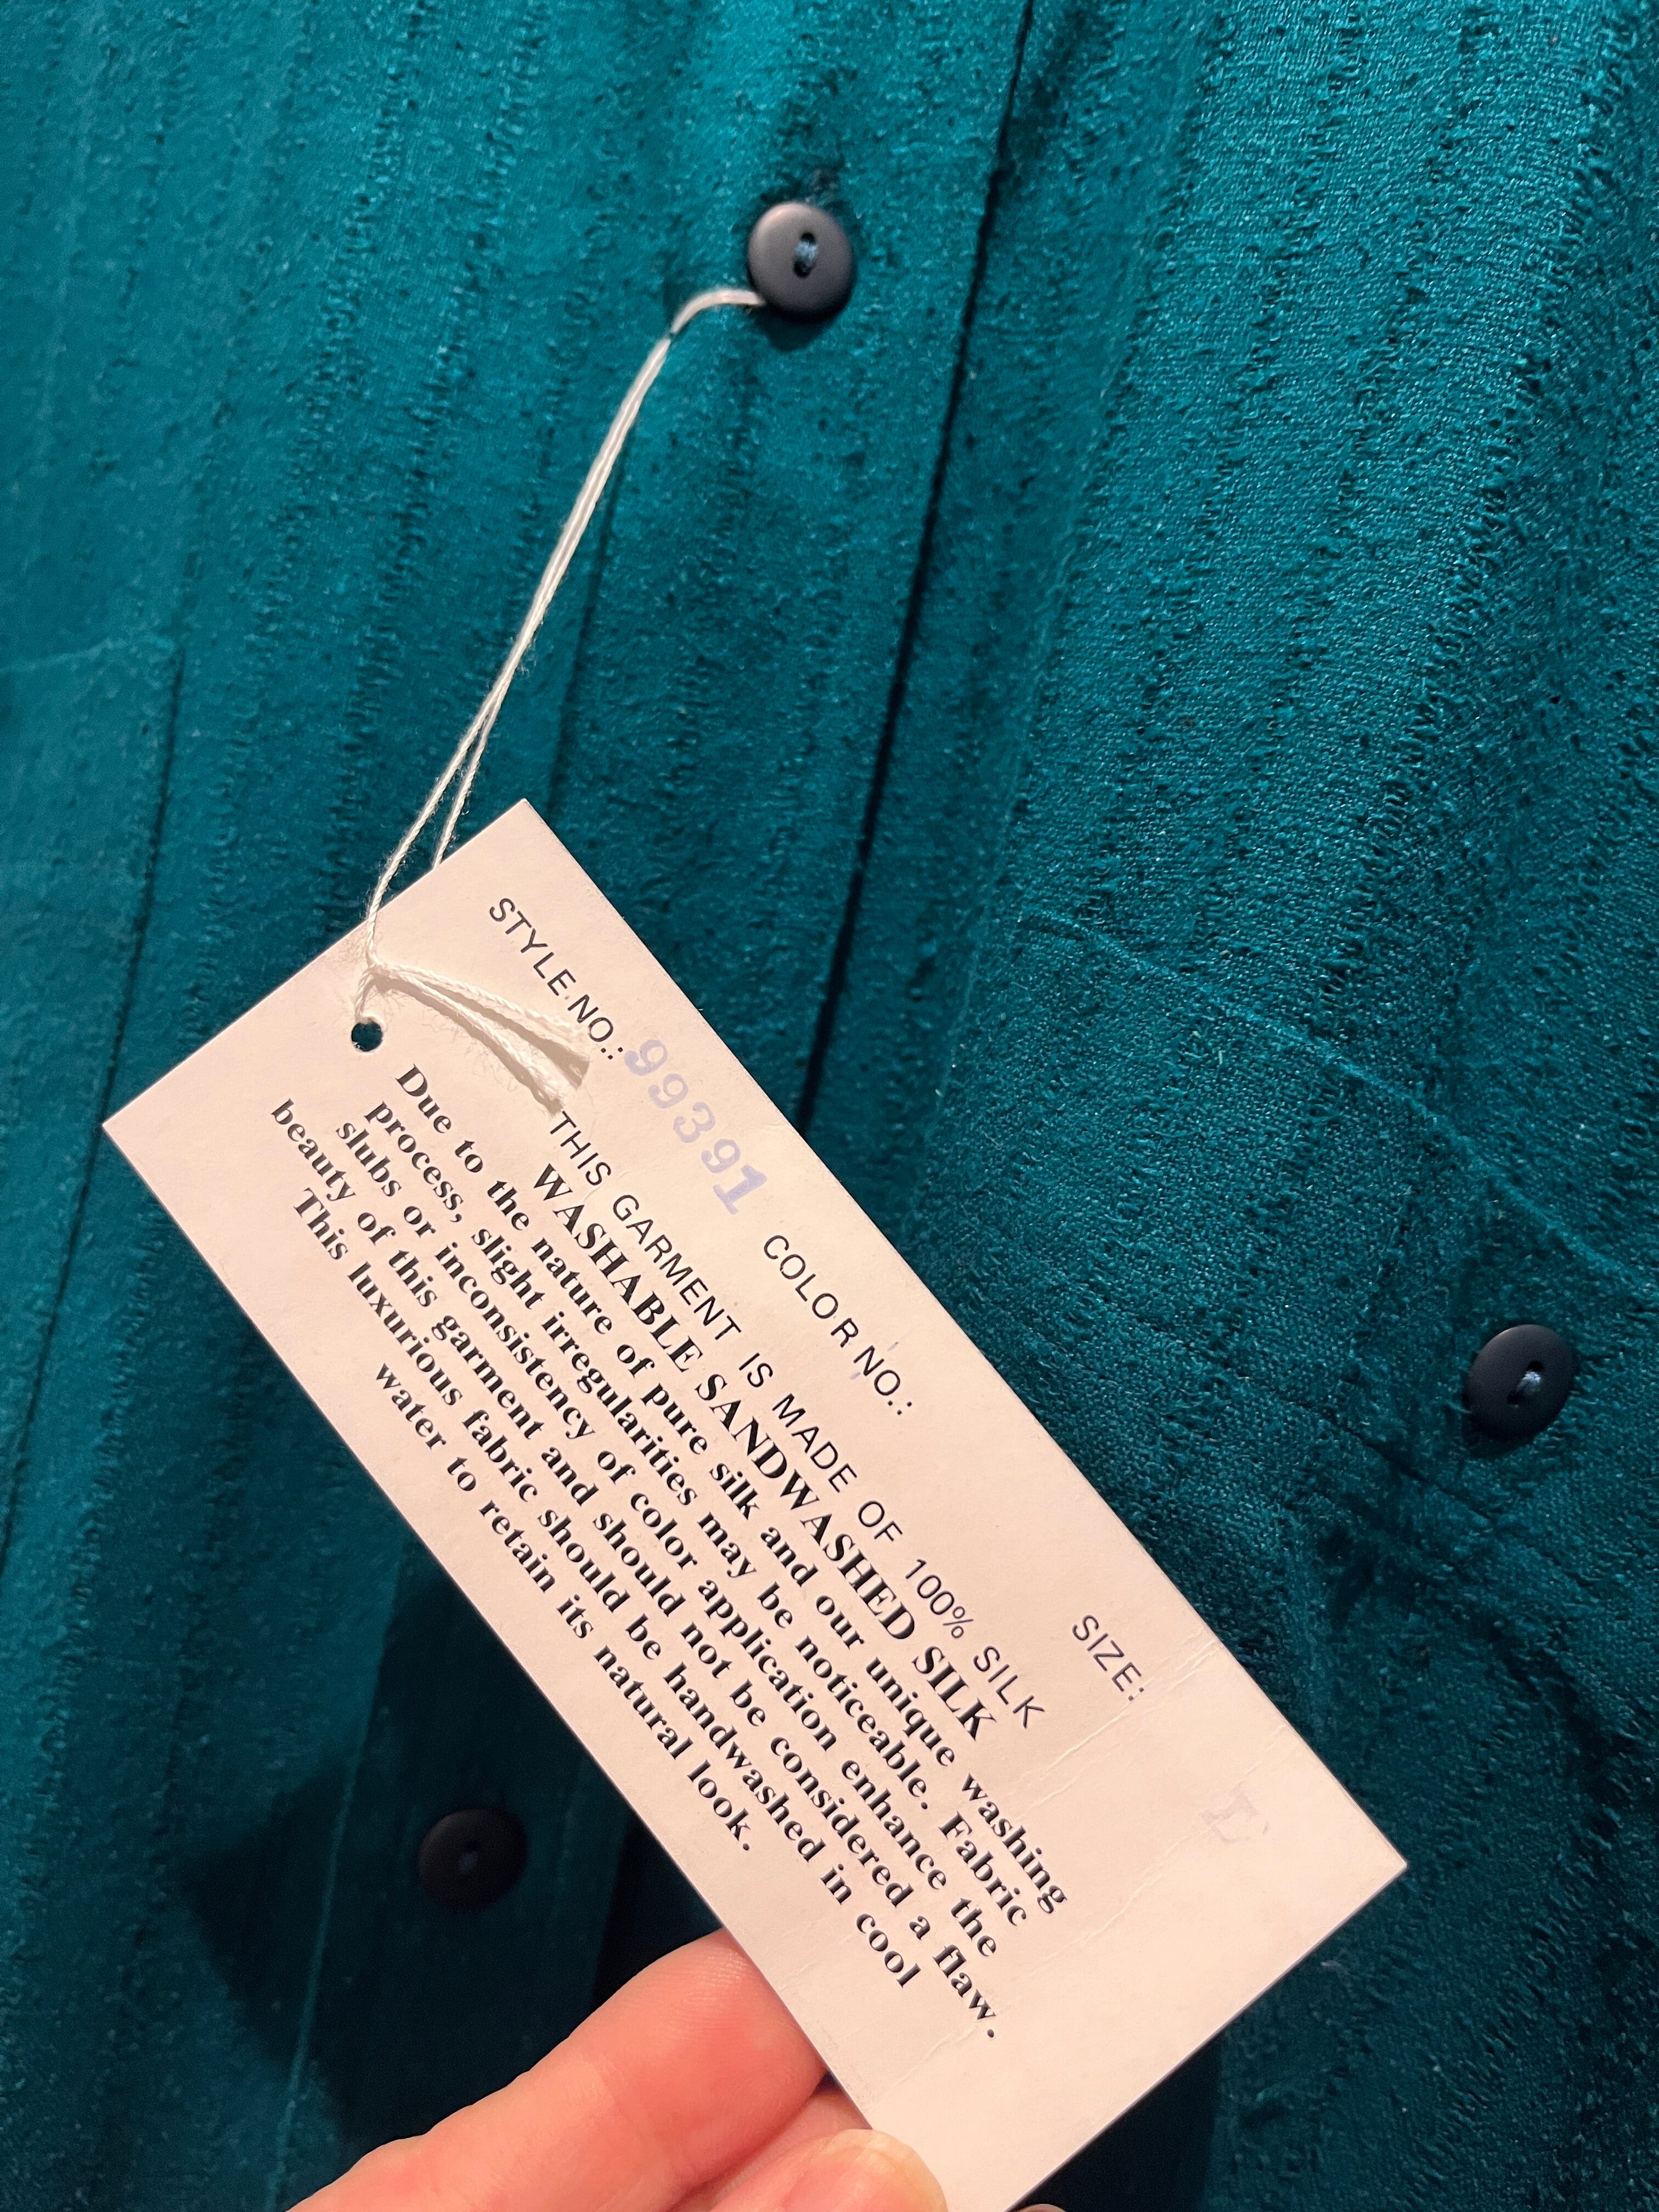 STYLE NO.: 99391 COLOR NO.: SIZE: L
THIS GARMENT IS MADE OF 100% SILK
WASHABLE SANDWASHED SILK
Due to the nature of pure silk and our unique washing
process, slight irregularities may be noticeable. Fabric
slubs or inconsistency of color application enhance the
beauty of this garment and should not be considered a flaw.
This luxurious fabric should be handwashed in cool
water to retain its natural look.